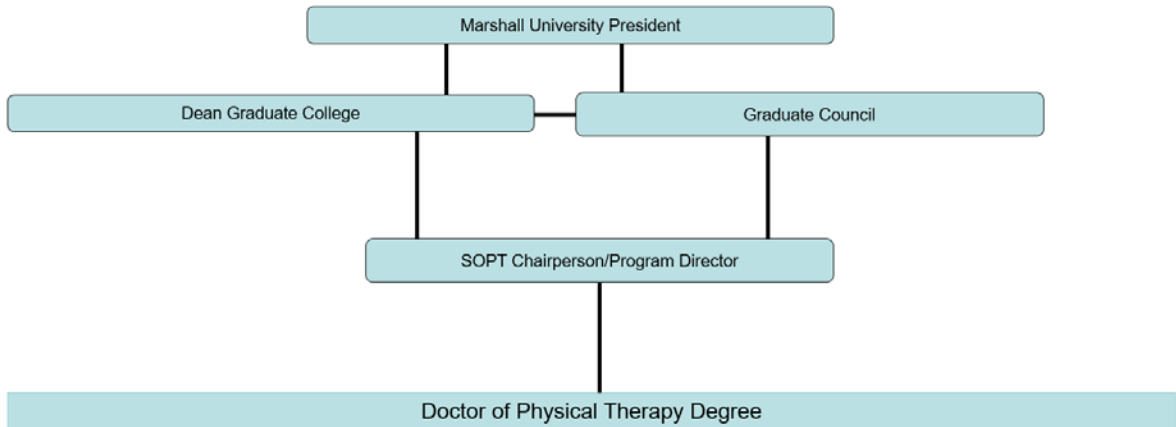 Marshall University President
Dean Graduate College
Graduate Council
SOPT Chairperson/Program Director
Doctor of Physical Therapy Degree